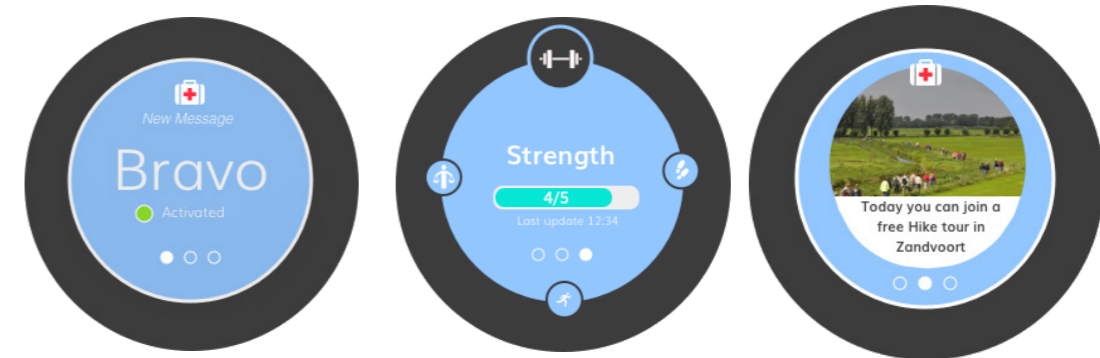 New Message
Bravo
Activated
Strength
4/5
Last update 12:34
Today you can join a
free Hike tour in
Zandvoort